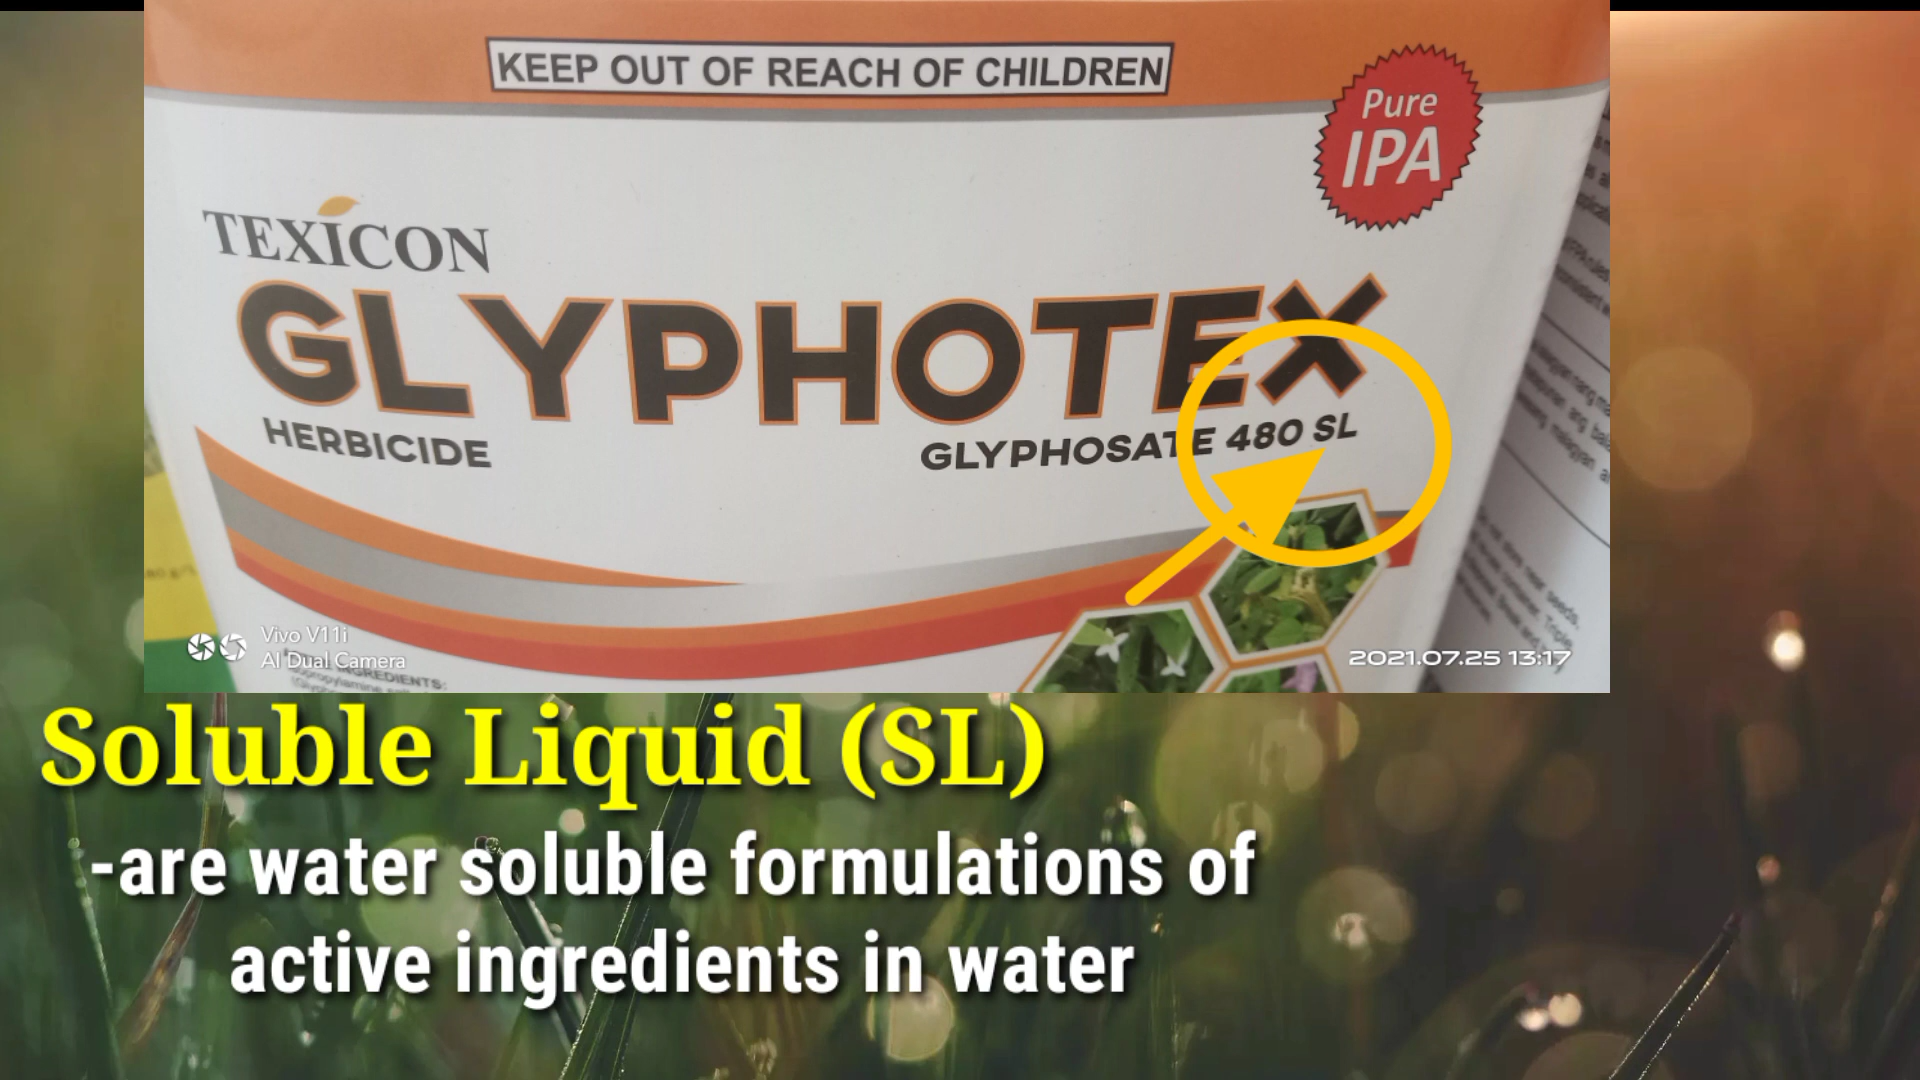 KEEP OUT OF REACH OF CHILDREN
Pure
IPA
TEXICON
GLYPHOTEX
HERBICIDE
GLYPHOSATE 480 SL
Vivo V11i
AI Dual Camera
2021.07.25 13:17
INGREDIENTS:
Soluble Liquid (SL)
-are water soluble formulations of
active ingredients in water